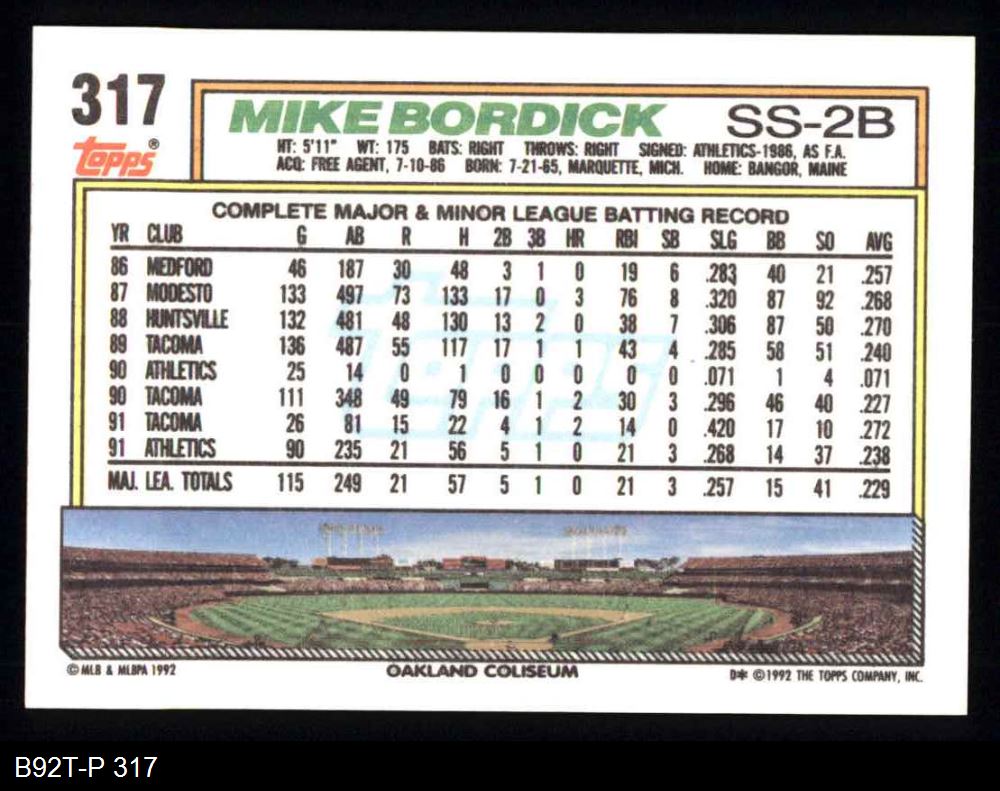 317
MIKE BORDICK SS-2B
Topps®
HT: 5'11" WT: 175 BATS: RIGHT THROWS: RIGHT SIGNED: ATHLETICS-1986, AS F.A.
ACQ: FREE AGENT, 7-10-86 BORN: 7-21-65, MARQUETTE, MICH. HOME: BANGOR, MAINE
COMPLETE MAJOR & MINOR LEAGUE BATTING RECORD
YR CLUB G AB R H 2B 3B HR RBI SB SLG BB SO AVG
86 MEDFORD 46 187 30 48 3 1 0 19 6 .283 40 21 .257
87 MODESTO 133 497 73 133 17 0 3 76 8 .320 87 92 .268
88 HUNTSVILLE 132 481 48 130 13 2 0 38 7 .306 87 50 .270
89 TACOMA 136 487 55 117 17 1 1 43 4 .285 58 51 .240
90 ATHLETICS 25 14 0 1 0 0 0 0 0 .071 1 4 .071
90 TACOMA 111 348 49 79 16 1 2 30 3 .296 46 40 .227
91 TACOMA 26 81 15 22 4 1 2 14 0 .420 17 10 .272
91 ATHLETICS 90 235 21 56 5 1 0 21 3 .268 14 37 .238
MAJ. LEA. TOTALS 115 249 21 57 5 1 0 21 3 .257 15 41 .229
Topps
© MLB & MLBPA 1992 OAKLAND COLISEUM D* © 1992 THE TOPPS COMPANY, INC.
B92T-P 317